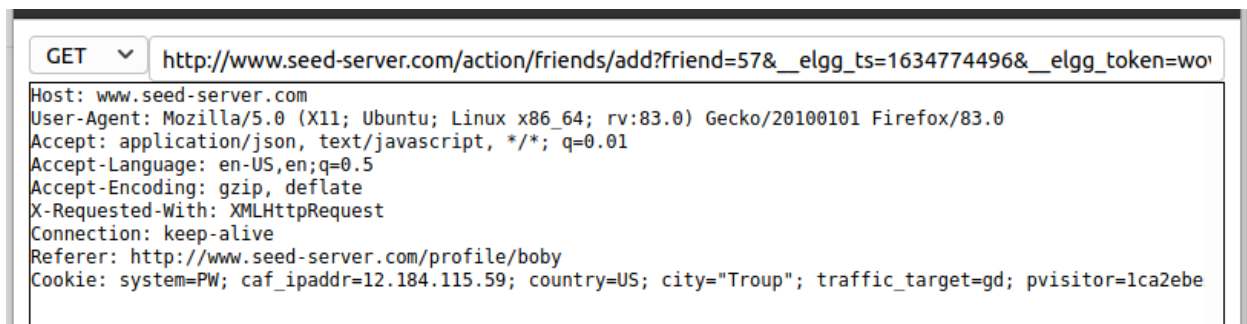 GET http://www.seed-server.com/action/friends/add?friend=57&__elgg_ts=1634774496&__elgg_token=wo
Host: www.seed-server.com
User-Agent: Mozilla/5.0 (X11; Ubuntu; Linux x86_64; rv:83.0) Gecko/20100101 Firefox/83.0
Accept: application/json, text/javascript, */*; q=0.01
Accept-Language: en-US,en;q=0.5
Accept-Encoding: gzip, deflate
X-Requested-With: XMLHttpRequest
Connection: keep-alive
Referer: http://www.seed-server.com/profile/boby
Cookie: system=PW; caf_ipaddr=12.184.115.59; country=US; city="Troup"; traffic_target=gd; pvisitor=1ca2ebe